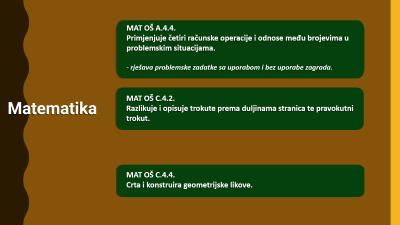 Matematika
MAT OŠ A.4.4.
Primjenjuje četiri računske operacije i odnose među brojevima u
problemskim situacijama.
- rješava problemske zadatke sa uporabom i bez uporabe zagrada.
MAT OŠ C.4.2.
Razlikuje i opisuje trokute prema duljinama stranica te pravokutni
trokut.
MAT OŠ C.4.4.
Crta i konstruira geometrijske likove.